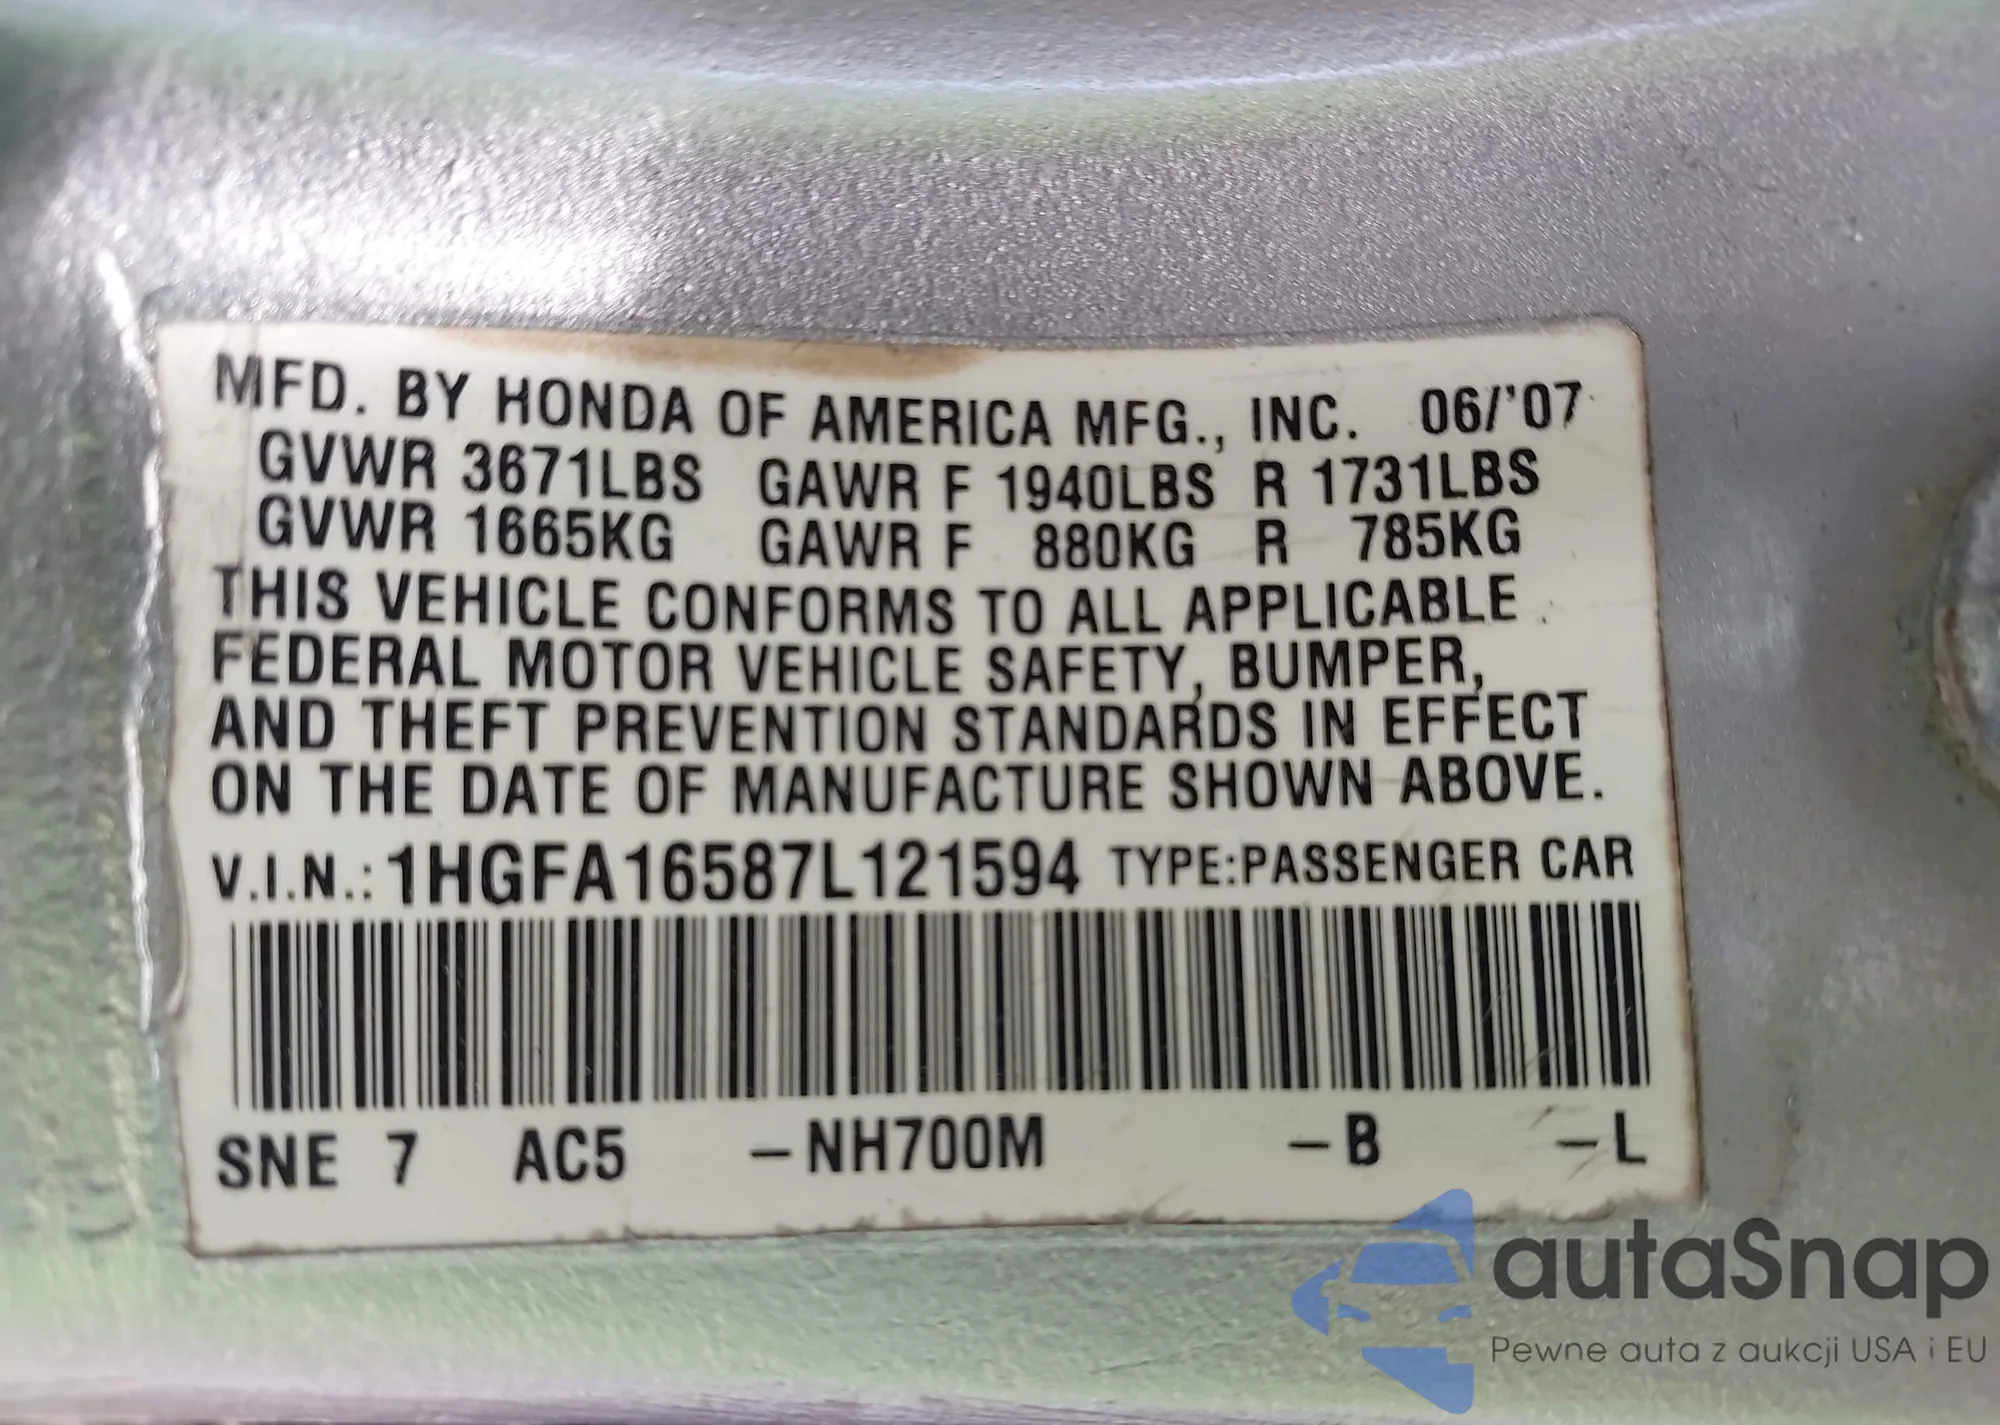 MFD. BY HONDA OF AMERICA MFG., INC. 06/'07
GVWR 3671LBS GAWR F 1940LBS R 1731LBS
GVWR 1665KG GAWR F 880KG R 785KG
THIS VEHICLE CONFORMS TO ALL APPLICABLE
FEDERAL MOTOR VEHICLE SAFETY, BUMPER,
AND THEFT PREVENTION STANDARDS IN EFFECT
ON THE DATE OF MANUFACTURE SHOWN ABOVE.
V.I.N.: 1HGFA16587L121594 TYPE:PASSENGER CAR
SNE 7 AC5 –NH700M –B –L
autaSnap
Pewne auta z aukcji USA i EU